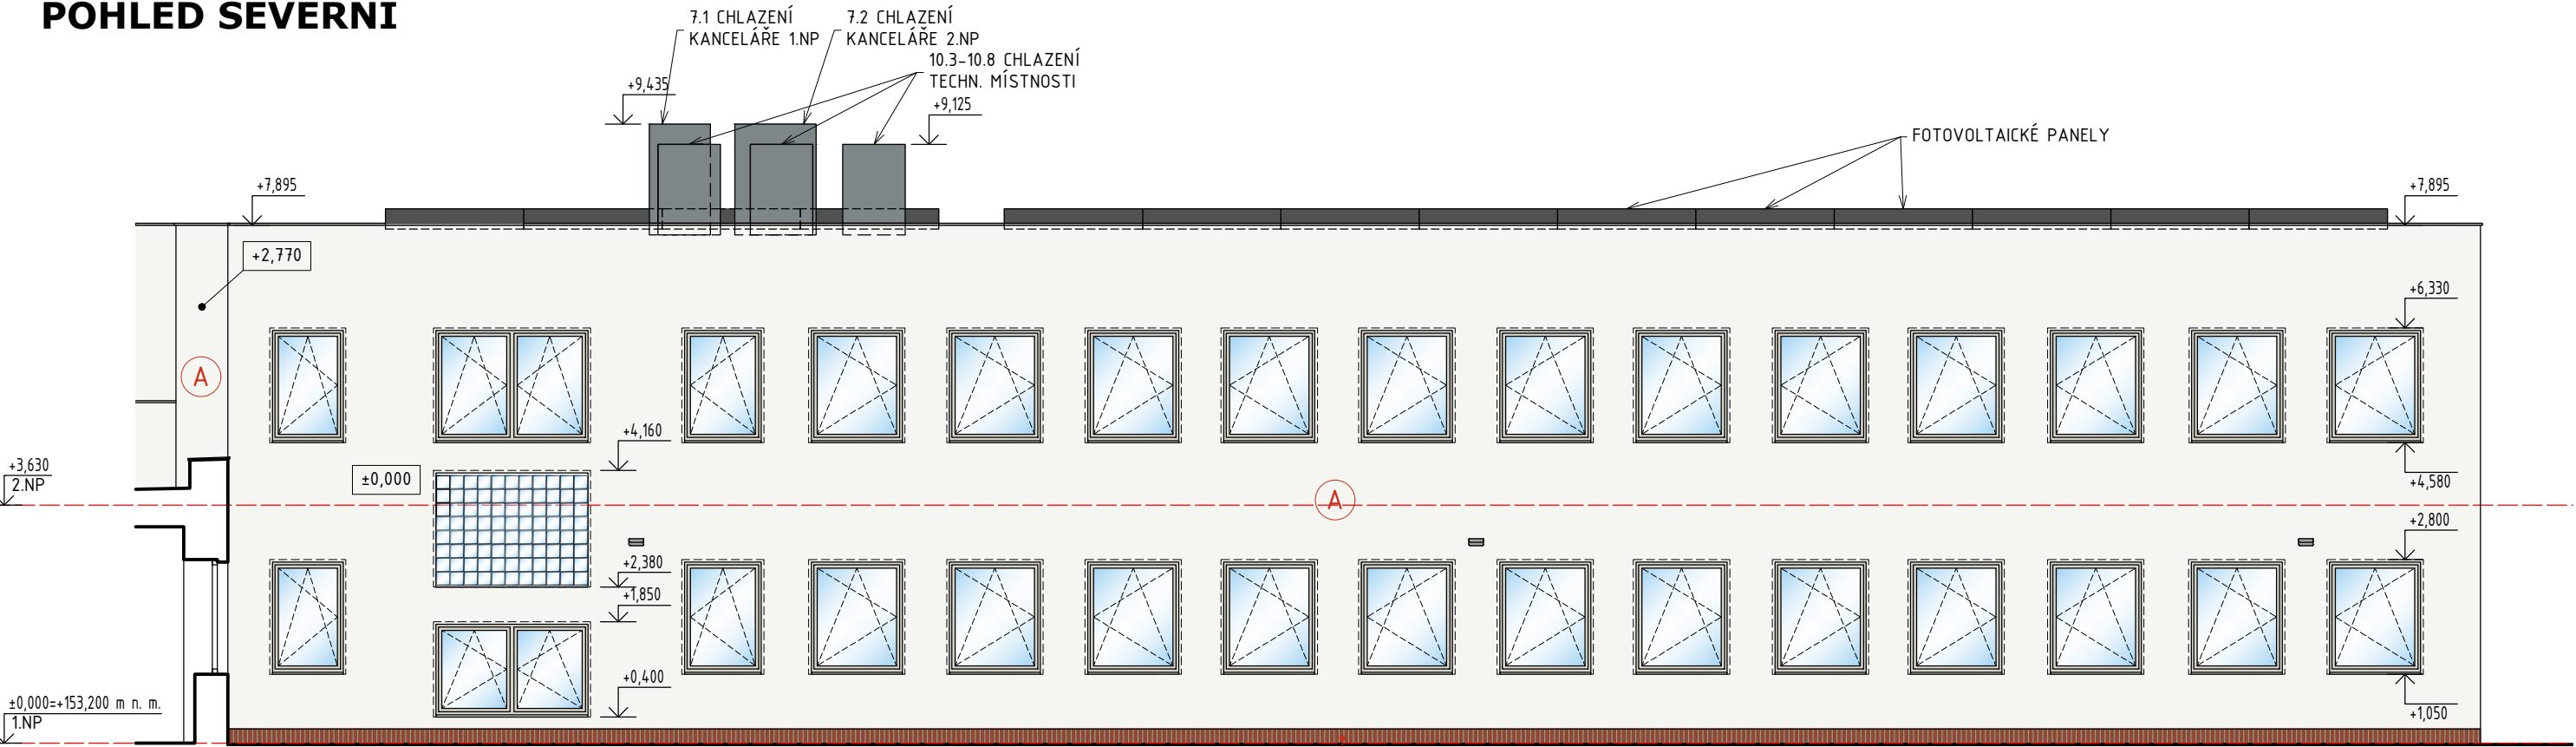 POHLED SEVERNÍ
7.1 CHLAZENÍ
KANCELÁŘE 1.NP
7.2 CHLAZENÍ
KANCELÁŘE 2.NP
10.3-10.8 CHLAZENÍ
TECHN. MÍSTNOSTI
+9,435
+9,125
FOTOVOLTAICKÉ PANELY
+7,895
+7,895
+2,770
+6,330
A
+4,160
+3,630
2.NP
±0,000
A
+4,580
+2,800
+2,380
+1,850
+0,400
±0,000=+153,200 m n. m.
1.NP
+1,050